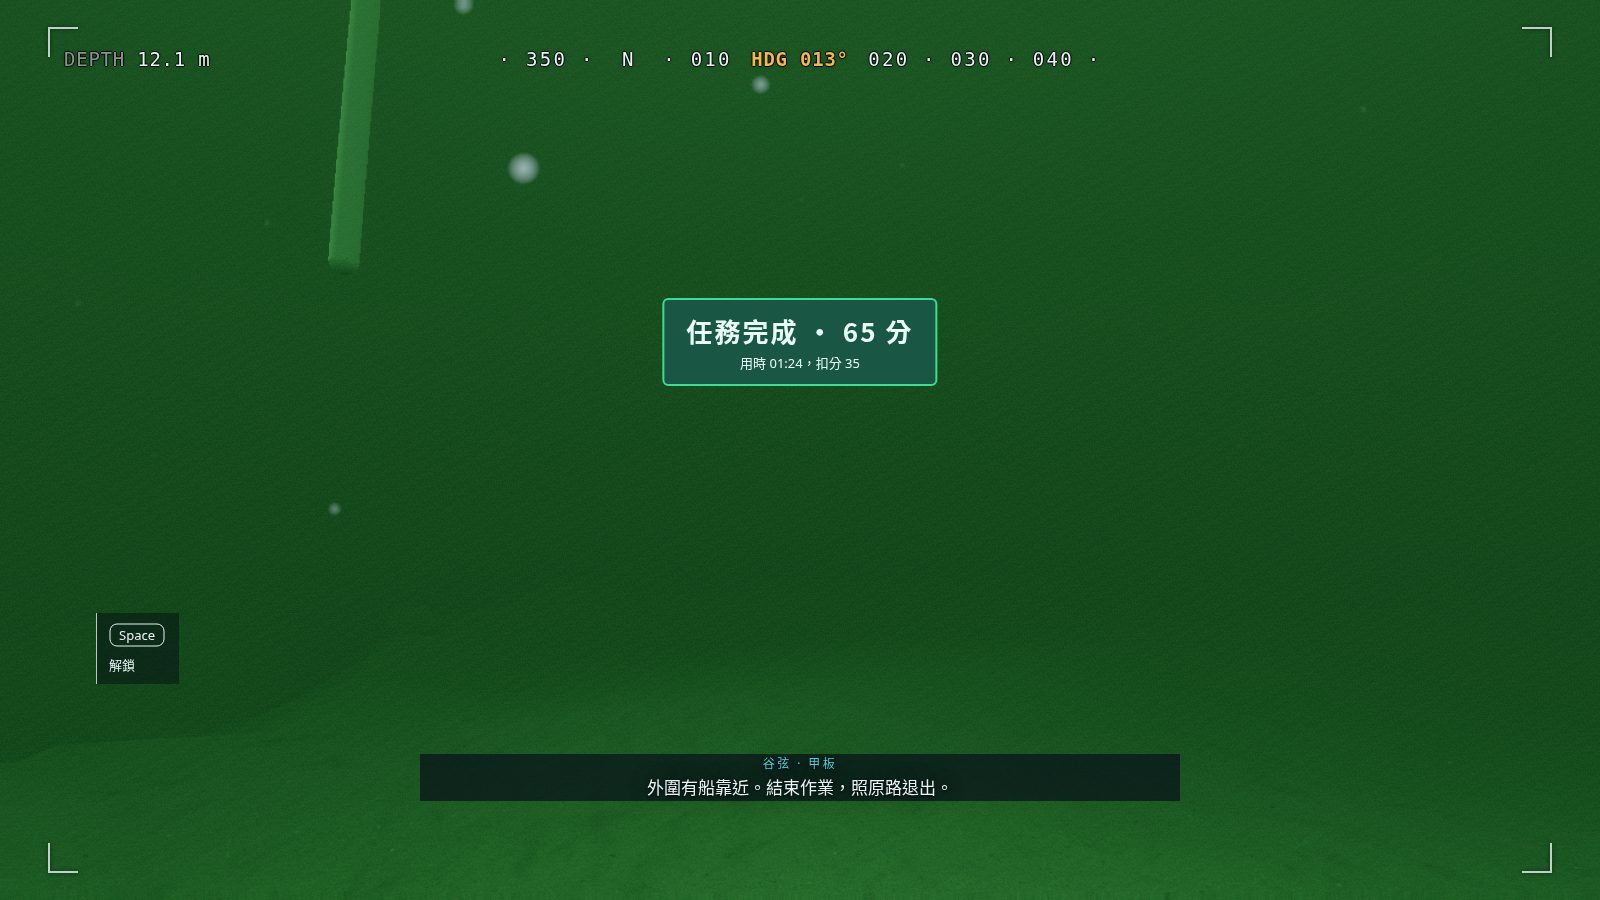 DEPTH 12.1 m
· 350 · N · 010 HDG 013° 020 · 030 · 040 ·
任務完成 · 65 分
用時 01:24，扣分 35
Space
解鎖
谷弦 · 甲板
外圍有船靠近。結束作業，照原路退出。